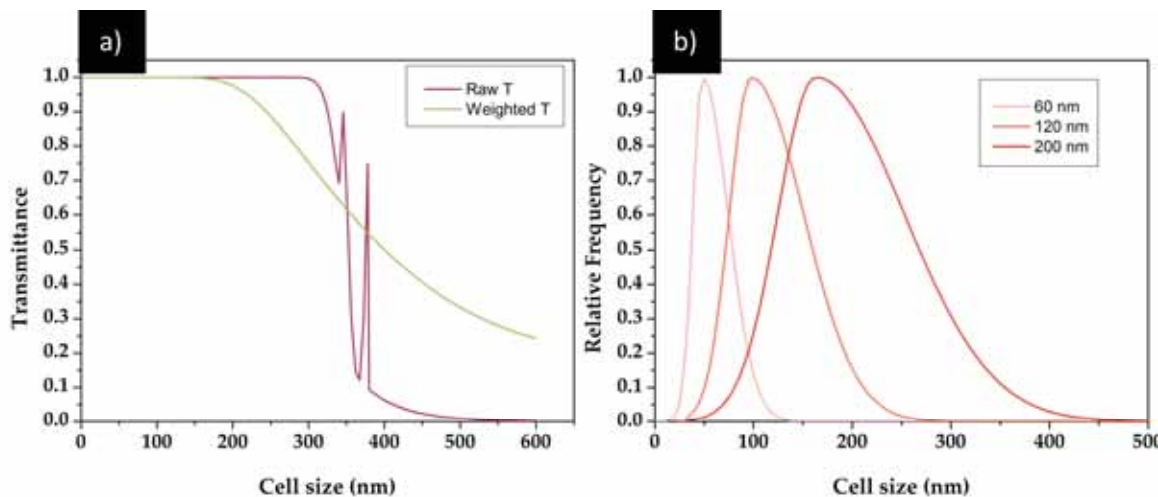 a)
Transmittance
1.0
0.9
0.8
0.7
0.6
0.5
0.4
0.3
0.2
0.1
0.0
Raw T
Weighted T
0 100 200 300 400 500 600
Cell size (nm)
b)
Relative Frequency
1.0
0.9
0.8
0.7
0.6
0.5
0.4
0.3
0.2
0.1
0.0
60 nm
120 nm
200 nm
0 100 200 300 400 500
Cell size (nm)